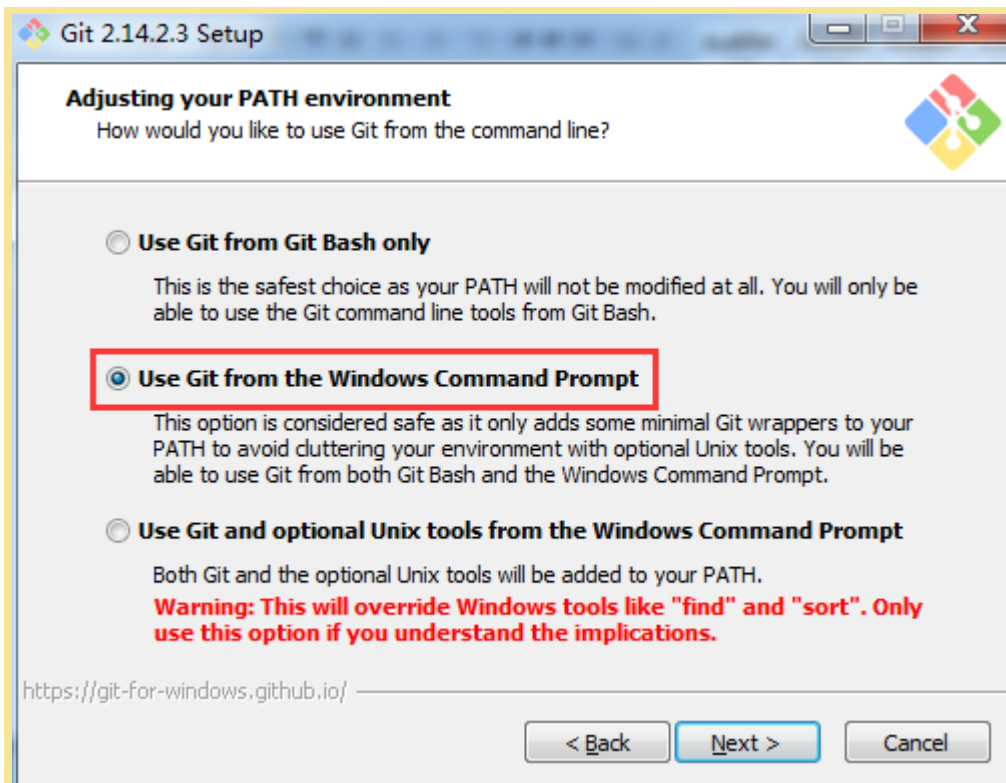 Git 2.14.2.3 Setup
Adjusting your PATH environment
How would you like to use Git from the command line?
Use Git from Git Bash only
This is the safest choice as your PATH will not be modified at all. You will only be
able to use the Git command line tools from Git Bash.
Use Git from the Windows Command Prompt
This option is considered safe as it only adds some minimal Git wrappers to your
PATH to avoid cluttering your environment with optional Unix tools. You will be
able to use Git from both Git Bash and the Windows Command Prompt.
Use Git and optional Unix tools from the Windows Command Prompt
Both Git and the optional Unix tools will be added to your PATH.
Warning: This will override Windows tools like "find" and "sort". Only
use this option if you understand the implications.
https://git-for-windows.github.io/
< Back
Next >
Cancel